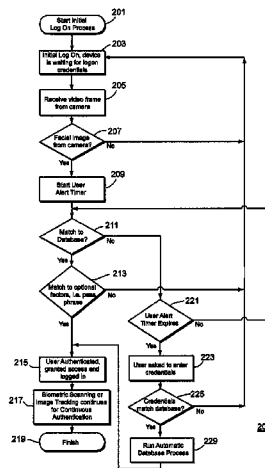 Start Initial
Log On Process
201
Initial Log On, device
is waiting for logon
credentials
203
Receive video frame
from camera
205
Facial image
from camera?
207
Yes
No
Start User
Alert Timer
209
Match to
Database?
211
Yes
No
Match to optional
factors, i.e. pass
phrase
213
Yes
No
User Alert
Timer Expires
221
No
Yes
215
User Authenticated,
granted access and
logged in
User asked to enter
credentials
223
217
Biometric Scanning or
Image Tracking continues
for Continuous
Authentication
Credentials
match database?
225
No
Yes
219
Finish
Run Automatic
Database Process
229